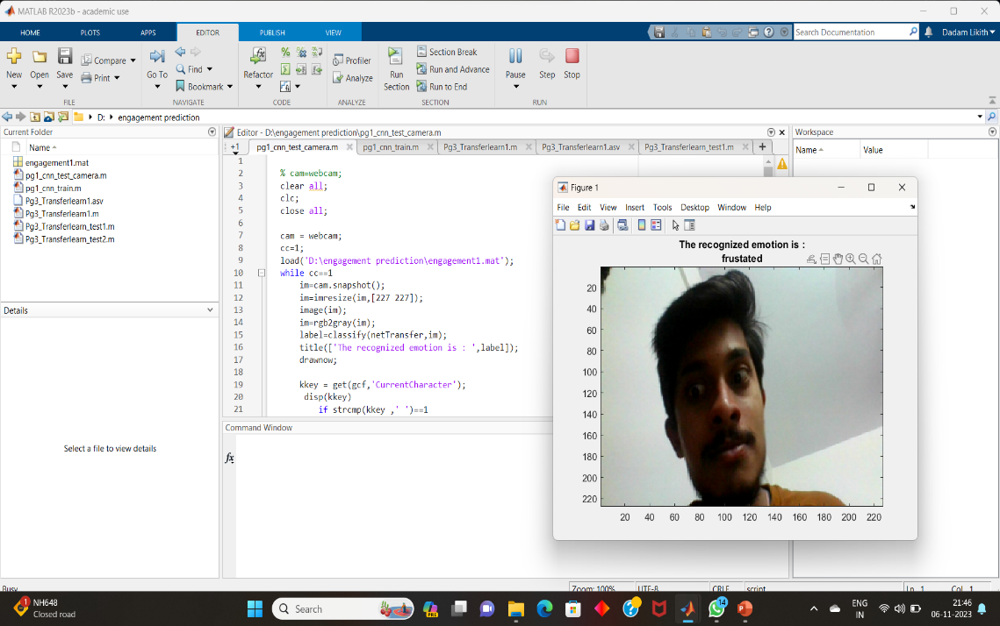 MATLAB R2023b - academic use
HOME PLOTS APPS EDITOR PUBLISH VIEW
Search Documentation
Dadam Likith
New Open Save Compare Print
FILE
Go To Find Bookmark
NAVIGATE
Refactor
CODE
Profiler
Analyze
ANALYZE
Run Section
Section Break
Run and Advance
Run to End
SECTION
Pause Step Stop
RUN
D: engagement prediction
Current Folder
Name
engagement1.mat
pg1_cnn_test_camera.m
pg1_cnn_train.m
Pg3_Transferlearn1.asv
Pg3_Transferlearn1.m
Pg3_Transferlearn_test1.m
Pg3_Transferlearn_test2.m
Details
Select a file to view details
Editor - D:\engagement prediction\pg1_cnn_test_camera.m
+1 pg1_cnn_test_camera.m pg1_cnn_train.m Pg3_Transferlearn1.m Pg3_Transferlearn1.asv Pg3_Transferlearn_test1.m +
1
2 % cam=webcam;
3 clear all;
4 clc;
5 close all;
6
7 cam = webcam;
8 cc=1;
9 load('D:\engagement prediction\engagement1.mat');
10 while cc==1
11 im=cam.snapshot();
12 im=imresize(im,[227 227]);
13 image(im);
14 im=rgb2gray(im);
15 label=classify(netTransfer,im);
16 title(['The recognized emotion is : ',label]);
17 drawnow;
18
19 kkey = get(gcf,'CurrentCharacter');
20 disp(kkey)
21 if strcmp(kkey ,' ')==1
Command Window
fx
Workspace
Name Value
Figure 1
File Edit View Insert Tools Desktop Window Help
The recognized emotion is :
frustated
20
40
60
80
100
120
140
160
180
200
220
20 40 60 80 100 120 140 160 180 200 220
Busy
Zoom: 100% UTF-8 CRLF script Ln 1 Col 1
1
NH648
Closed road
Search
PRE
14
ENG
IN
21:46
06-11-2023